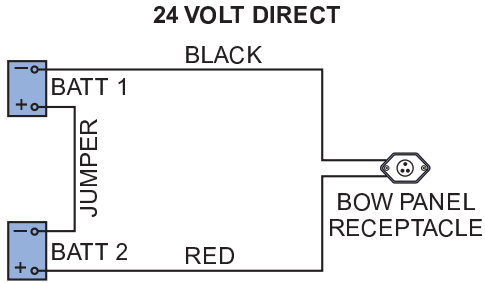 24 VOLT DIRECT
BLACK
−
BATT 1
+
JUMPER
BOW PANEL
RECEPTACLE
−
BATT 2
+
RED